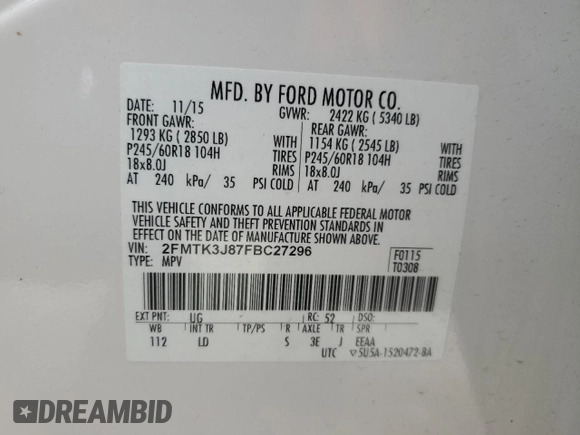 MFD. BY FORD MOTOR CO.
DATE: 11/15 GVWR: 2422 KG ( 5340 LB)
FRONT GAWR: REAR GAWR:
1293 KG ( 2850 LB) WITH 1154 KG ( 2545 LB) WITH
P245/60R18 104H TIRES P245/60R18 104H TIRES
18x8.0J RIMS 18x8.0J RIMS
AT 240 kPa/ 35 PSI COLD AT 240 kPa/ 35 PSI COLD
THIS VEHICLE CONFORMS TO ALL APPLICABLE FEDERAL MOTOR
VEHICLE SAFETY AND THEFT PREVENTION STANDARDS IN
EFFECT ON THE DATE OF MANUFACTURE SHOWN ABOVE.
VIN: 2FMTK3J87FBC27296 F0115
TYPE: MPV T0308
EXT PNT: UG RC: 52 DSO:
WB INT TR TP/PS R AXLE TR SPR
112 LD S 3E J EEAA
UTC 5U5A-1520472-BA
DREAMBID